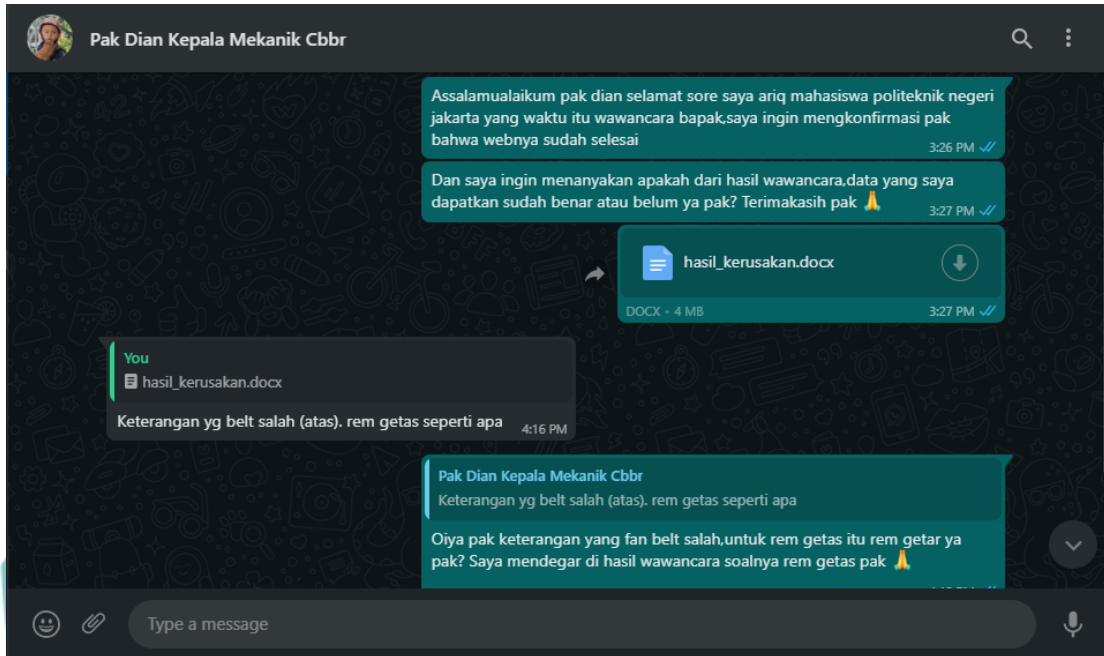 Pak Dian Kepala Mekanik Cbbr
Assalamualaikum pak dian selamat sore saya ariq mahasiswa politeknik negeri
jakarta yang waktu itu wawancara bapak,saya ingin mengkonfirmasi pak
bahwa webnya sudah selesai
3:26 PM
Dan saya ingin menanyakan apakah dari hasil wawancara,data yang saya
dapatkan sudah benar atau belum ya pak? Terimakasih pak 🙏
3:27 PM
hasil_kerusakan.docx
DOCX • 4 MB
3:27 PM
You
hasil_kerusakan.docx
Keterangan yg belt salah (atas). rem getas seperti apa
4:16 PM
Pak Dian Kepala Mekanik Cbbr
Keterangan yg belt salah (atas). rem getas seperti apa
Oiya pak keterangan yang fan belt salah,untuk rem getas itu rem getar ya
pak? Saya mendegar di hasil wawancara soalnya rem getas pak 🙏
Type a message